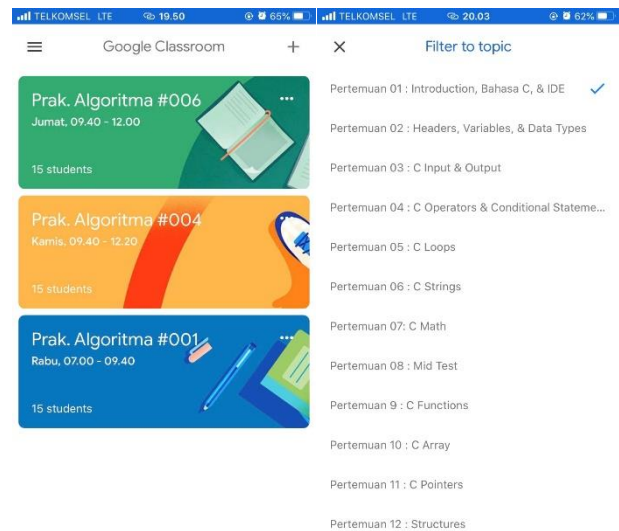 TELKOMSEL LTE 19.50 65%
Google Classroom
Prak. Algoritma #006
Jumat, 09.40 - 12.00
15 students
Prak. Algoritma #004
Kamis, 09.40 - 12.20
15 students
Prak. Algoritma #001
Rabu, 07.00 - 09.40
15 students
TELKOMSEL LTE 20.03 62%
Filter to topic
Pertemuan 01 : Introduction, Bahasa C, & IDE
Pertemuan 02 : Headers, Variables, & Data Types
Pertemuan 03 : C Input & Output
Pertemuan 04 : C Operators & Conditional Stateme...
Pertemuan 05 : C Loops
Pertemuan 06 : C Strings
Pertemuan 07: C Math
Pertemuan 08 : Mid Test
Pertemuan 9 : C Functions
Pertemuan 10 : C Array
Pertemuan 11 : C Pointers
Pertemuan 12 : Structures